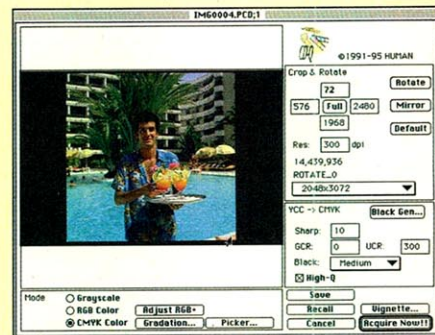 IMG0004.PCD;1
©1991-95 HUMAN
Crop & Rotate
72
576 Full 2480
1968
Rotate
Mirror
Default
Res: 300 dpi
14,439,936
ROTATE_0
2048x3072
YCC -> CMYK
Black Gen...
Sharp: 10
GCR: 0 UCR: 300
Black: Medium
High-Q
Mode
Grayscale
RGB Color
CMYK Color
Adjust RGB
Gradation...
Picker...
Save
Recall
Vignette...
Cancel
Acquire Now!!